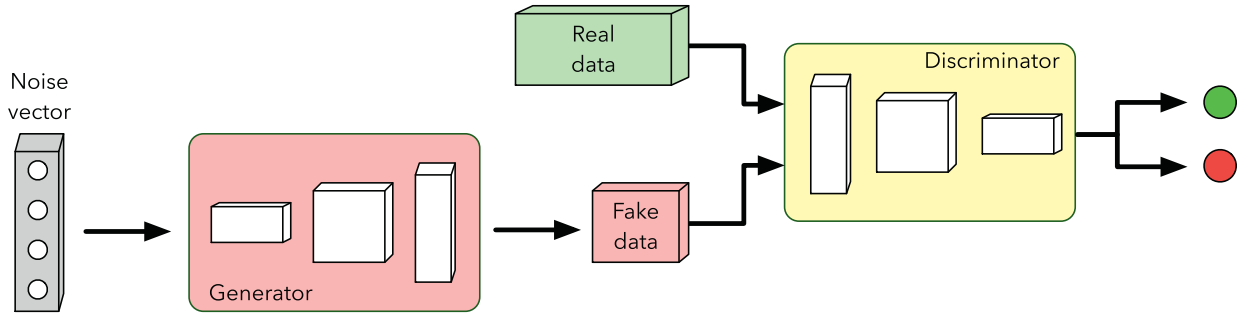 Noise
vector
Generator
Real
data
Fake
data
Discriminator